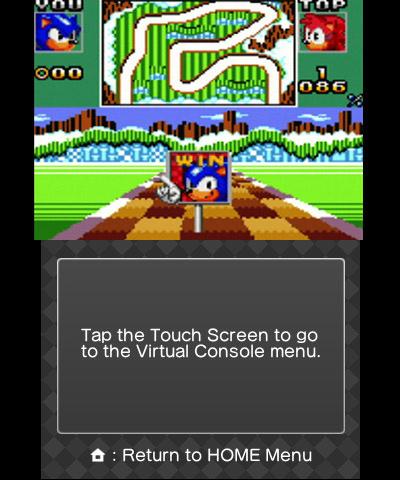 YOU
TOP
00
1
086%
WIN
Tap the Touch Screen to go
to the Virtual Console menu.
: Return to HOME Menu